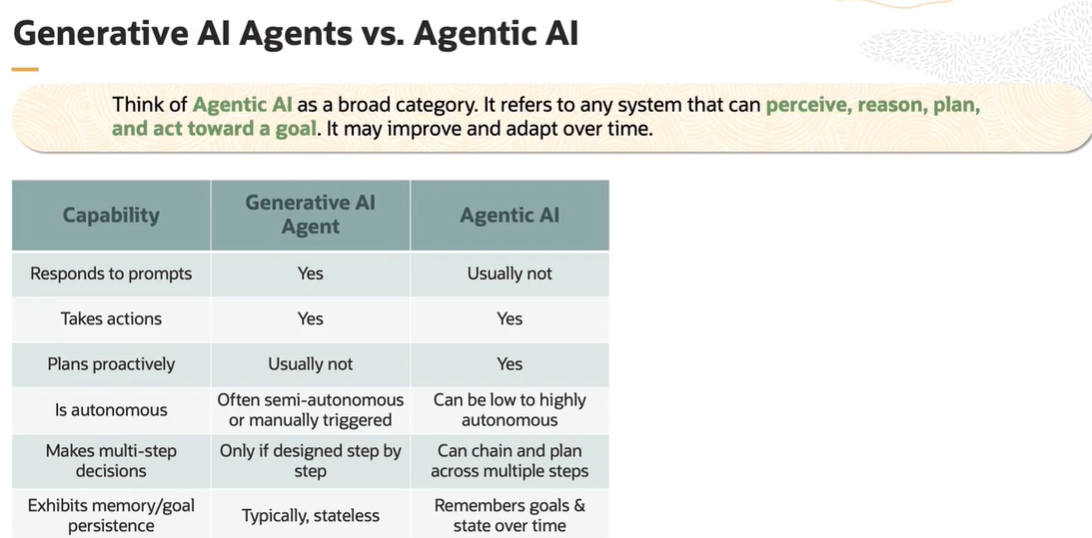 Generative AI Agents vs. Agentic AI
Think of Agentic AI as a broad category. It refers to any system that can perceive, reason, plan,
and act toward a goal. It may improve and adapt over time.
Capability
Generative AI
Agent
Agentic AI
Responds to prompts
Yes
Usually not
Takes actions
Yes
Yes
Plans proactively
Usually not
Yes
Is autonomous
Often semi-autonomous
or manually triggered
Can be low to highly
autonomous
Makes multi-step
decisions
Only if designed step by
step
Can chain and plan
across multiple steps
Exhibits memory/goal
persistence
Typically, stateless
Remembers goals &
state over time